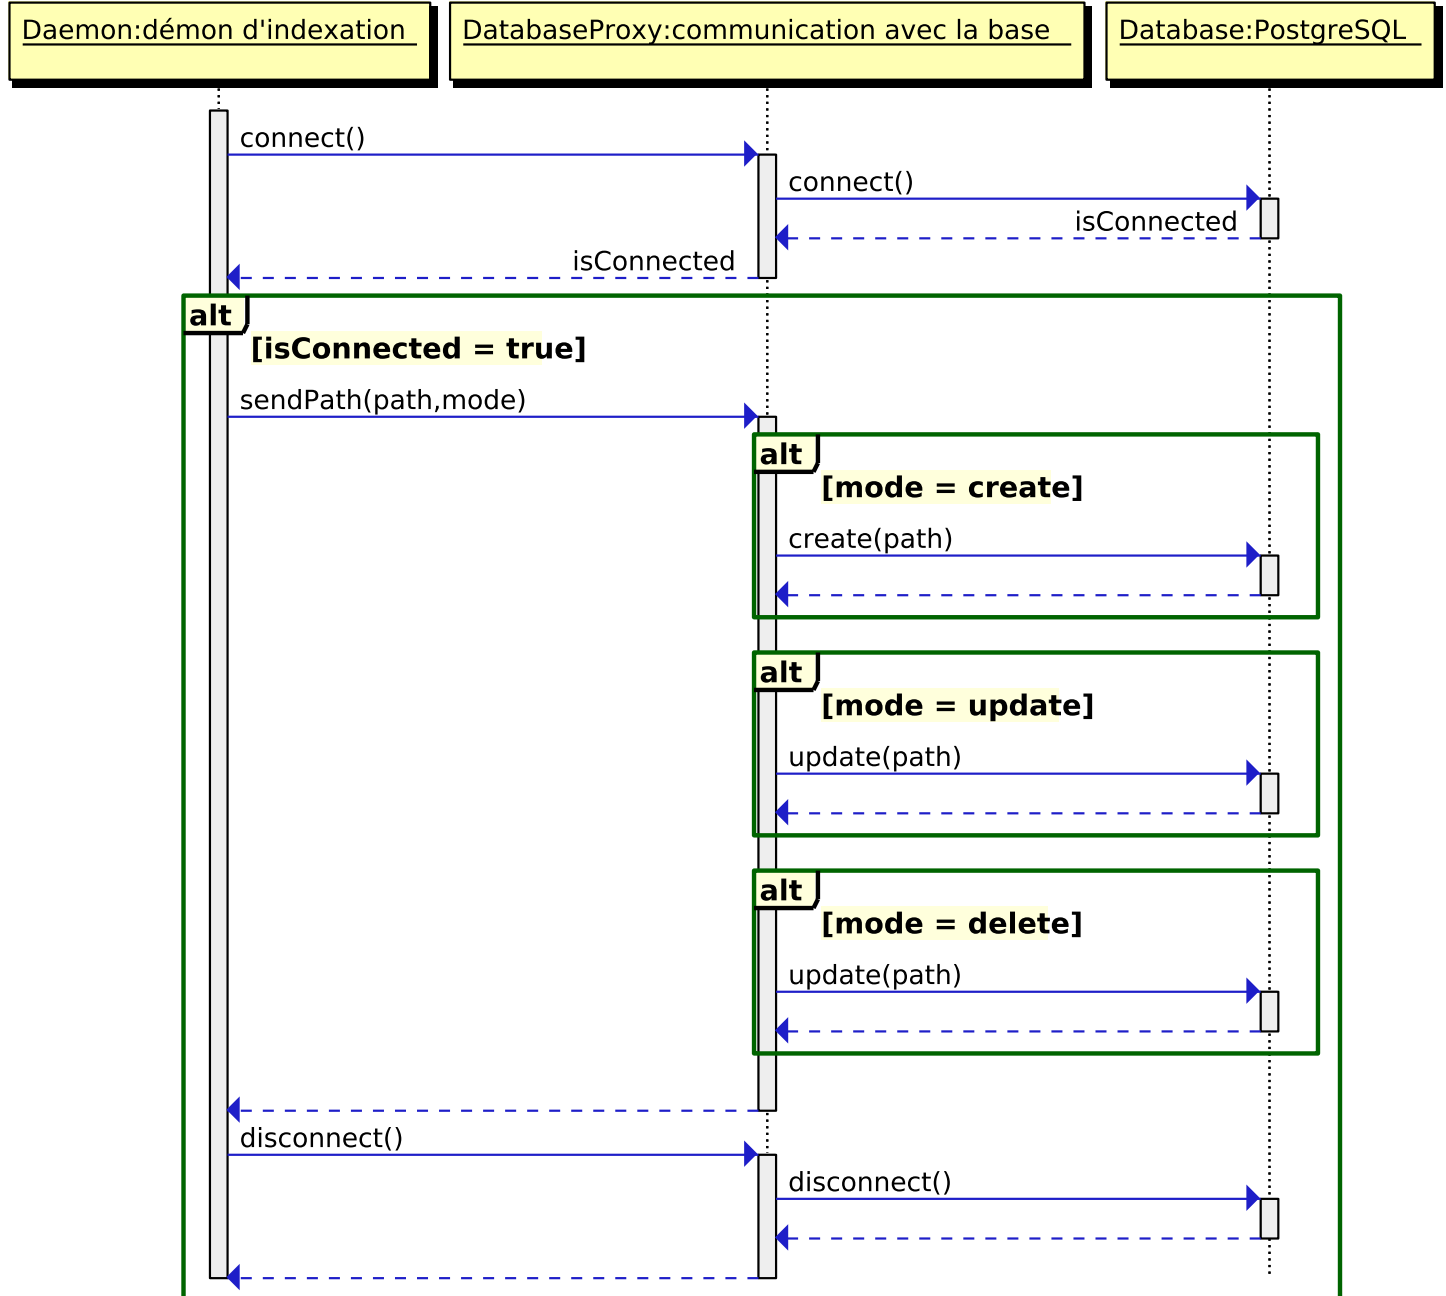 Daemon:démon d'indexation
DatabaseProxy:communication avec la base
Database:PostgreSQL
connect()
connect()
isConnected
isConnected
alt
[isConnected = true]
sendPath(path,mode)
alt
[mode = create]
create(path)
alt
[mode = update]
update(path)
alt
[mode = delete]
update(path)
disconnect()
disconnect()